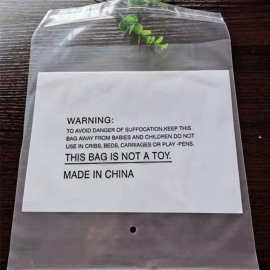 WARNING:
TO AVOID DANGER OF SUFFOCATION,KEEP THIS
BAG AWAY FROM BABIES AND CHILDREN DO NOT
USE IN CRIBS, BEDS, CARRIAGES OR PLAY -PENS.
THIS BAG IS NOT A TOY.
MADE IN CHINA